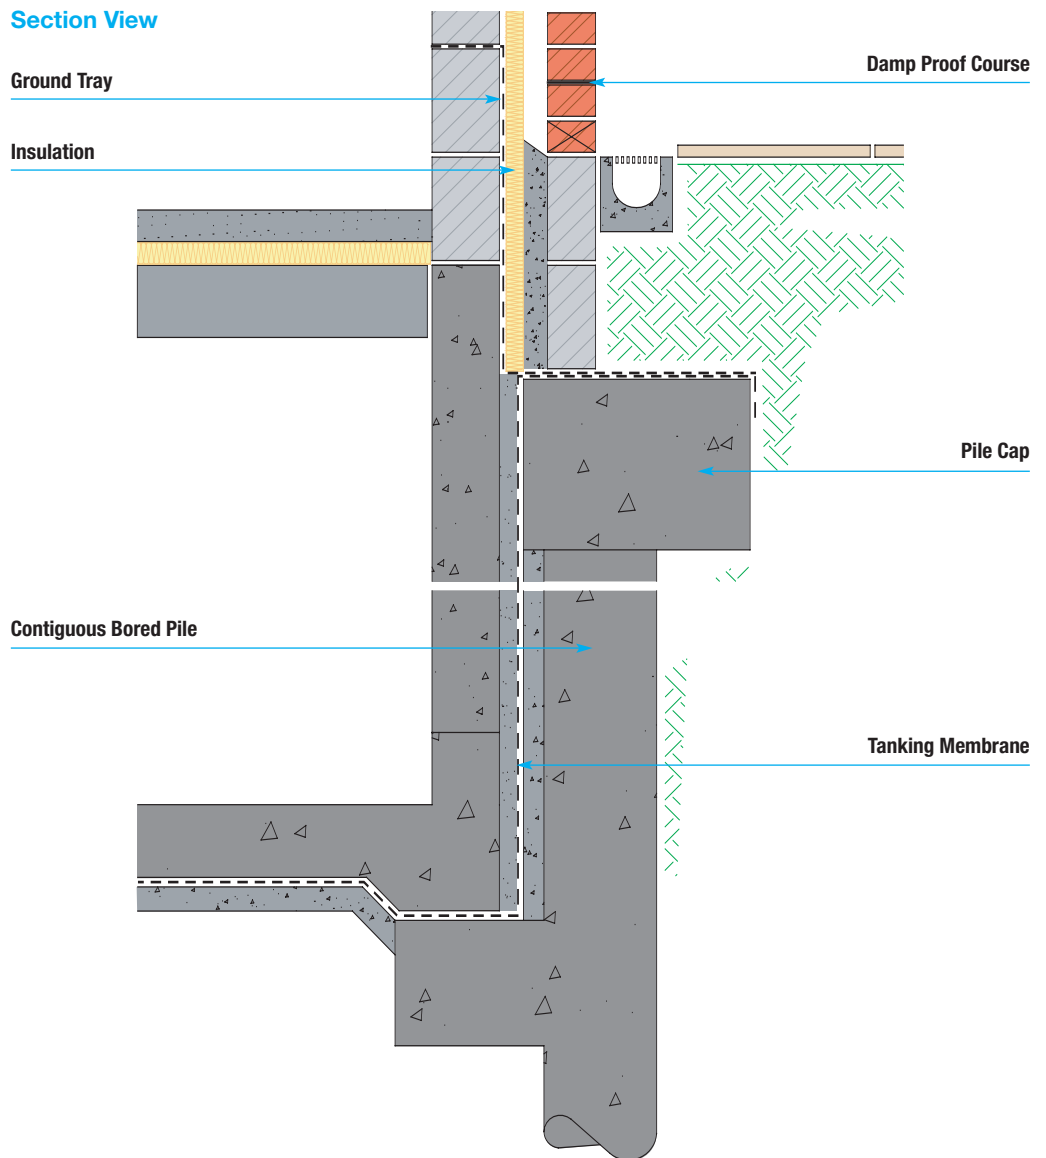 Section View
Ground Tray
Damp Proof Course
Insulation
Pile Cap
Contiguous Bored Pile
Tanking Membrane